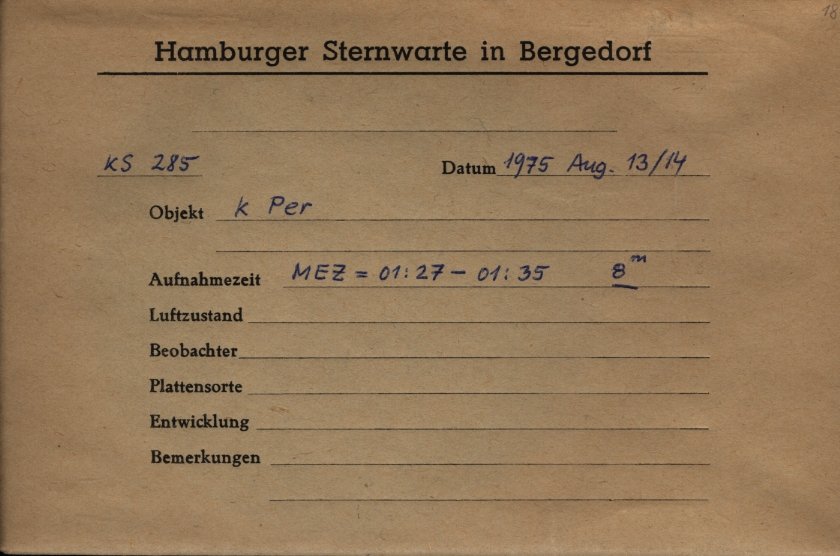 18
Hamburger Sternwarte in Bergedorf
KS 285 Datum 1975 Aug. 13/14
Objekt k Per
Aufnahmezeit MEZ = 01:27 - 01:35 8ᵐ
Luftzustand
Beobachter
Plattensorte
Entwicklung
Bemerkungen